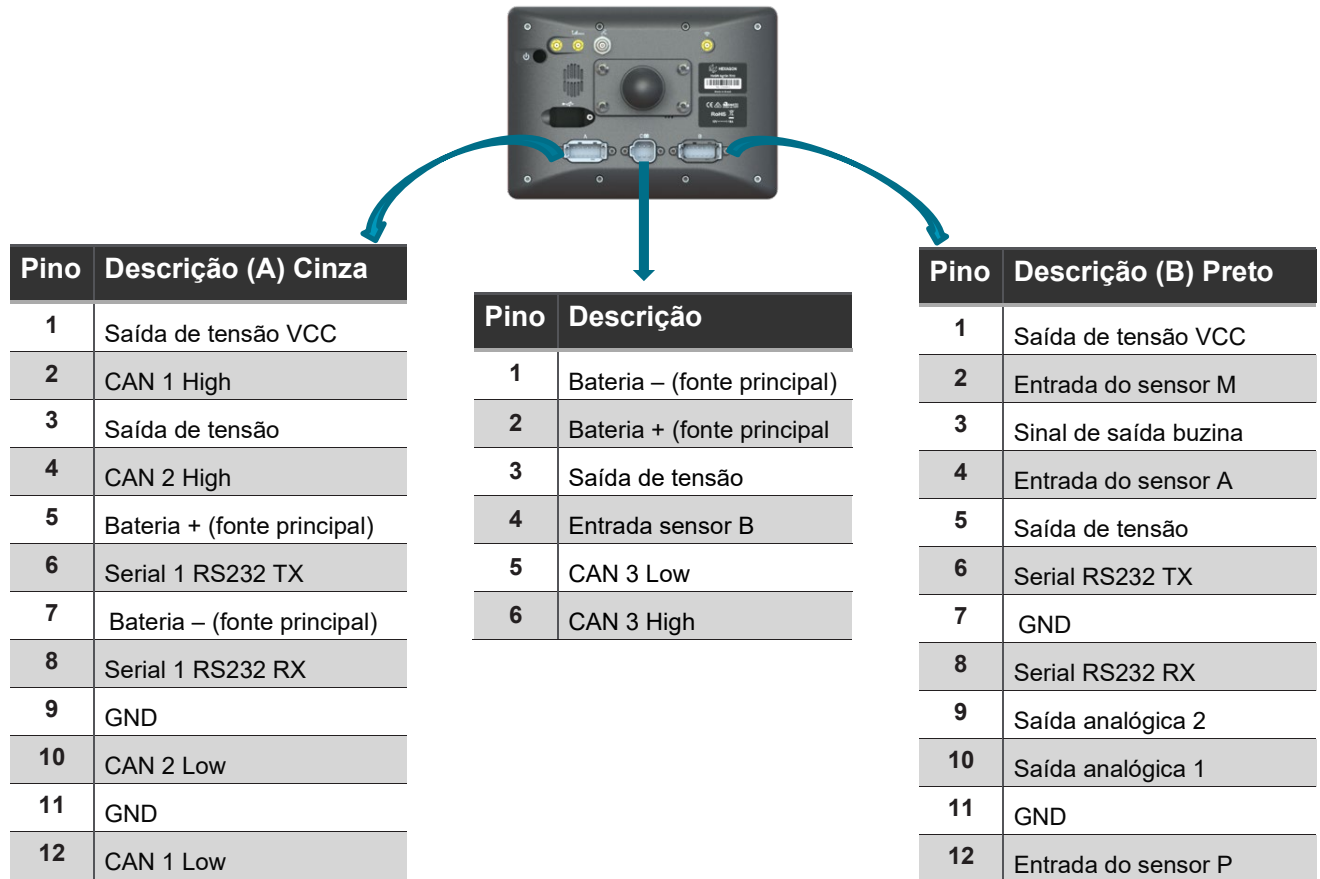 HEXAGON
A
C
B
CE
RoHS
Pino Descrição (A) Cinza
1 Saída de tensão VCC
2 CAN 1 High
3 Saída de tensão
4 CAN 2 High
5 Bateria + (fonte principal)
6 Serial 1 RS232 TX
7 Bateria – (fonte principal)
8 Serial 1 RS232 RX
9 GND
10 CAN 2 Low
11 GND
12 CAN 1 Low
Pino Descrição
1 Bateria – (fonte principal)
2 Bateria + (fonte principal
3 Saída de tensão
4 Entrada sensor B
5 CAN 3 Low
6 CAN 3 High
Pino Descrição (B) Preto
1 Saída de tensão VCC
2 Entrada do sensor M
3 Sinal de saída buzina
4 Entrada do sensor A
5 Saída de tensão
6 Serial RS232 TX
7 GND
8 Serial RS232 RX
9 Saída analógica 2
10 Saída analógica 1
11 GND
12 Entrada do sensor P